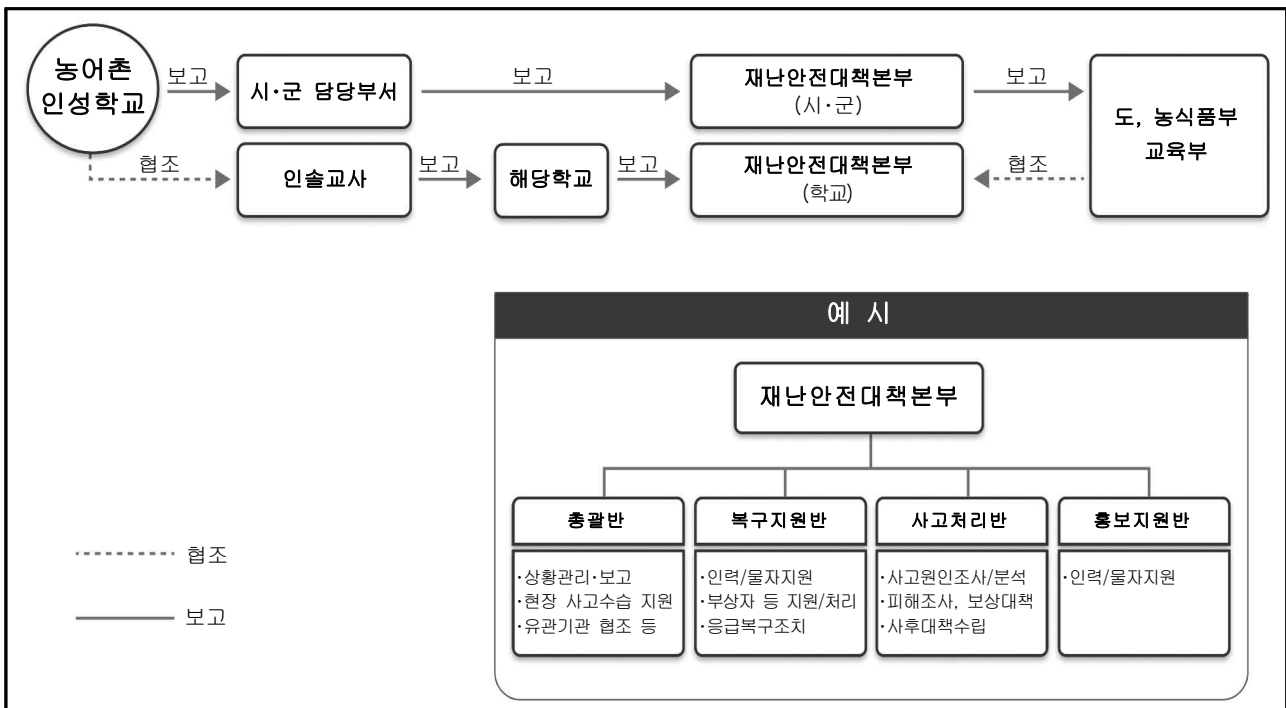 농어촌
인성학교
보고
시·군 담당부서
보고
재난안전대책본부
(시·군)
보고
도, 농식품부
교육부
협조
인솔교사
보고
해당학교
보고
재난안전대책본부
(학교)
협조
예 시
재난안전대책본부
총괄반
·상황관리·보고
·현장 사고수습 지원
·유관기관 협조 등
복구지원반
·인력/물자지원
·부상자 등 지원/처리
·응급복구조치
사고처리반
·사고원인조사/분석
·피해조사, 보상대책
·사후대책수립
홍보지원반
·인력/물자지원
협조
보고